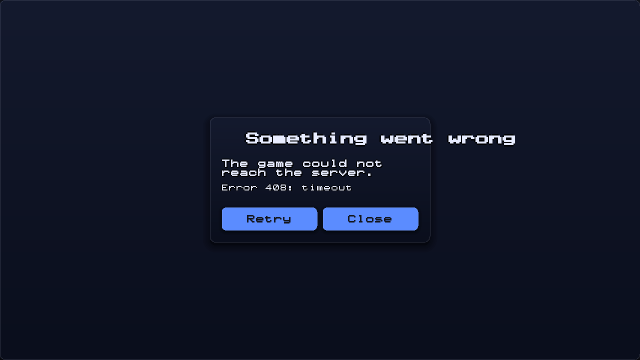 Something went wrong
The game could not
reach the server.
Error 408: timeout
Retry
Close